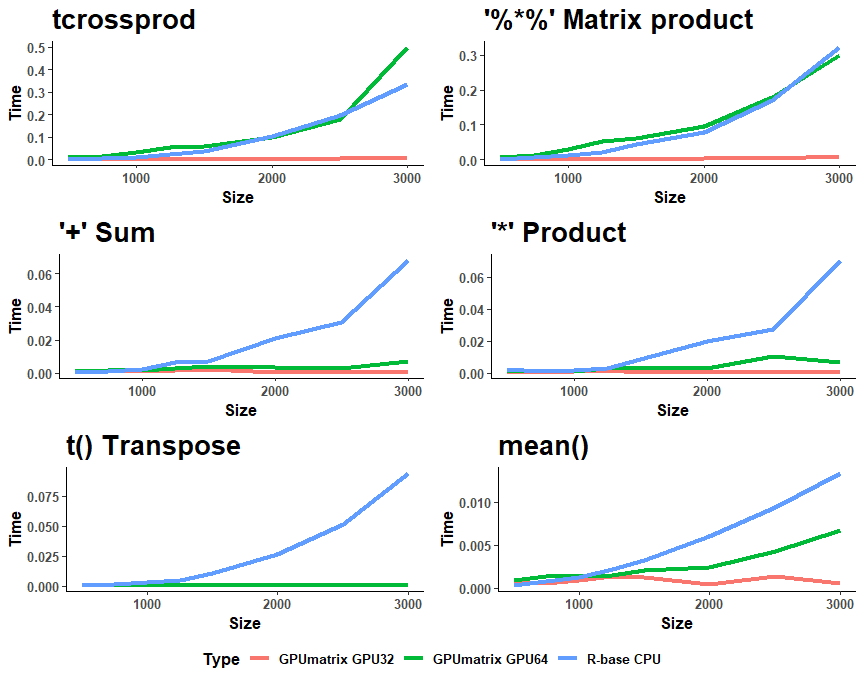 tcrossprod
'%*%' Matrix product
0.5
0.4
0.3
0.2
0.1
0.0
Time
1000
2000
3000
Size
0.3
0.2
0.1
0.0
Time
1000
2000
3000
Size
'+' Sum
'*' Product
0.06
0.04
0.02
0.00
Time
1000
2000
3000
Size
0.06
0.04
0.02
0.00
Time
1000
2000
3000
Size
t() Transpose
mean()
0.075
0.050
0.025
0.000
Time
1000
2000
3000
Size
0.010
0.005
0.000
Time
1000
2000
3000
Size
Type GPUmatrix GPU32 GPUmatrix GPU64 R-base CPU